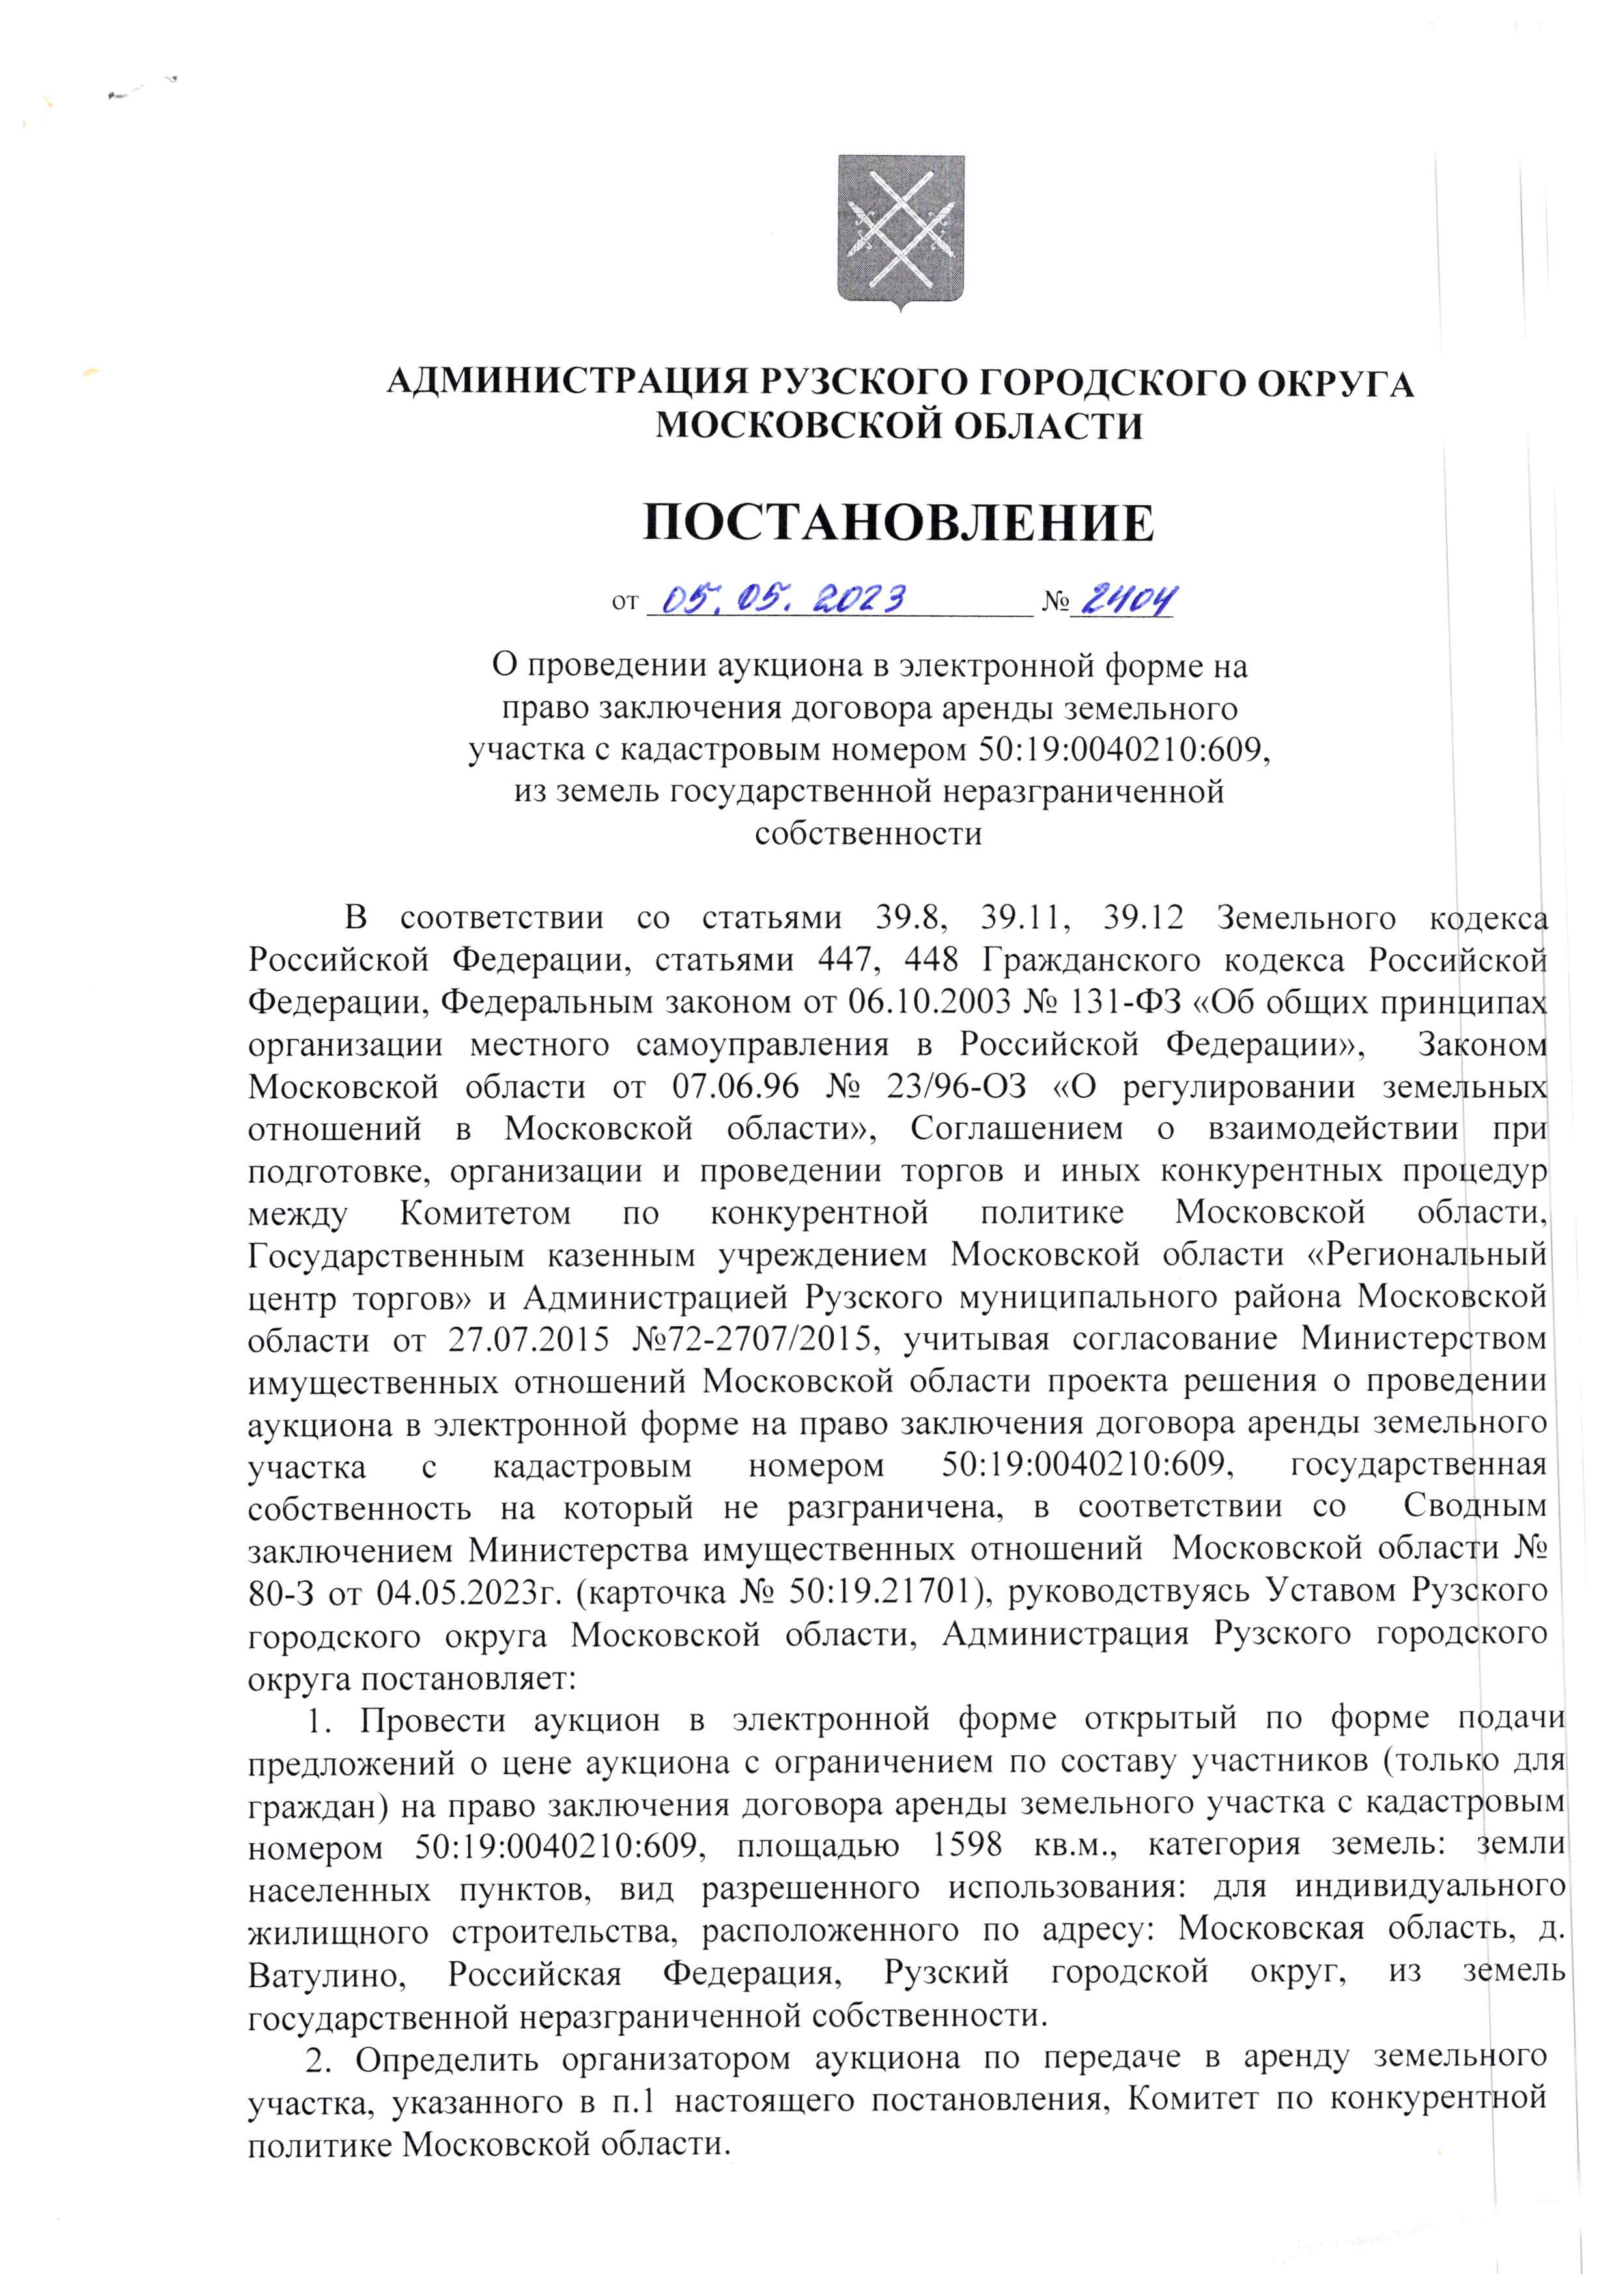 АДМИНИСТРАЦИЯ РУЗСКОГО ГОРОДСКОГО ОКРУГА
МОСКОВСКОЙ ОБЛАСТИ
ПОСТАНОВЛЕНИЕ
от 05.05.2023 № 2404
О проведении аукциона в электронной форме на
право заключения договора аренды земельного
участка с кадастровым номером 50:19:0040210:609,
из земель государственной неразграниченной
собственности
В соответствии со статьями 39.8, 39.11, 39.12 Земельного кодекса
Российской Федерации, статьями 447, 448 Гражданского кодекса Российской
Федерации, Федеральным законом от 06.10.2003 № 131-ФЗ «Об общих принципах
организации местного самоуправления в Российской Федерации», Законом
Московской области от 07.06.96 № 23/96-ОЗ «О регулировании земельных
отношений в Московской области», Соглашением о взаимодействии при
подготовке, организации и проведении торгов и иных конкурентных процедур
между Комитетом по конкурентной политике Московской области,
Государственным казенным учреждением Московской области «Региональный
центр торгов» и Администрацией Рузского муниципального района Московской
области от 27.07.2015 №72-2707/2015, учитывая согласование Министерством
имущественных отношений Московской области проекта решения о проведении
аукциона в электронной форме на право заключения договора аренды земельного
участка с кадастровым номером 50:19:0040210:609, государственная
собственность на который не разграничена, в соответствии со Сводным
заключением Министерства имущественных отношений Московской области №
80-З от 04.05.2023г. (карточка № 50:19.21701), руководствуясь Уставом Рузского
городского округа Московской области, Администрация Рузского городского
округа постановляет:
1. Провести аукцион в электронной форме открытый по форме подачи
предложений о цене аукциона с ограничением по составу участников (только для
граждан) на право заключения договора аренды земельного участка с кадастровым
номером 50:19:0040210:609, площадью 1598 кв.м., категория земель: земли
населенных пунктов, вид разрешенного использования: для индивидуального
жилищного строительства, расположенного по адресу: Московская область, д.
Ватулино, Российская Федерация, Рузский городской округ, из земель
государственной неразграниченной собственности.
2. Определить организатором аукциона по передаче в аренду земельного
участка, указанного в п.1 настоящего постановления, Комитет по конкурентной
политике Московской области.